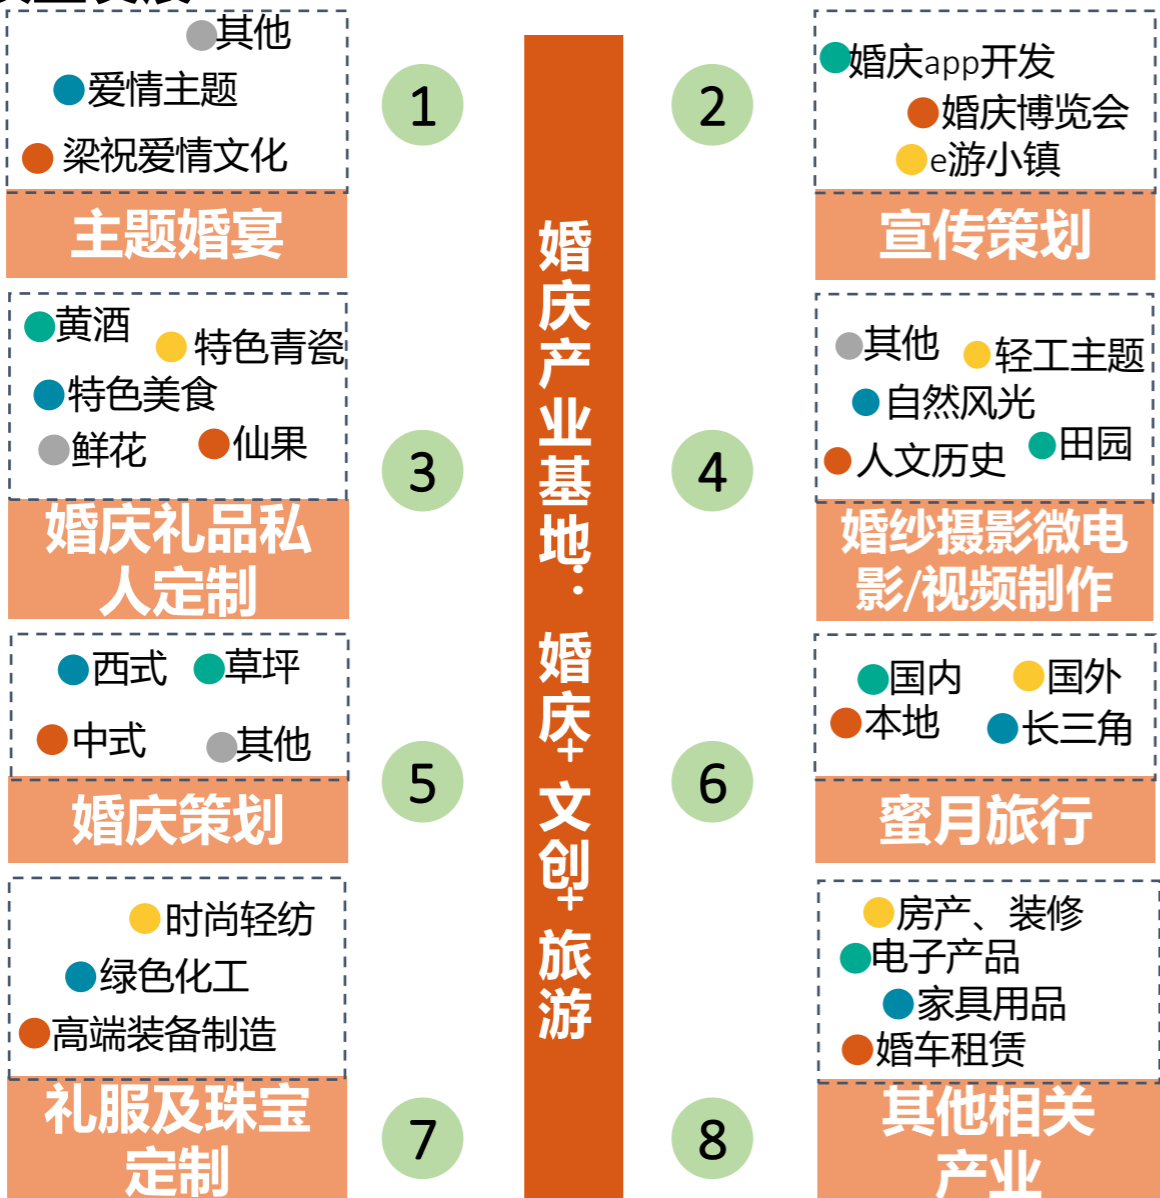 其他
爱情主题
梁祝爱情文化
主题婚宴
1
2
婚庆app开发
婚庆博览会
e游小镇
宣传策划
黄酒
特色青瓷
特色美食
鲜花
仙果
婚庆礼品私
人定制
3
4
其他
轻工主题
自然风光
人文历史
田园
婚纱摄影微电
影/视频制作
西式
草坪
中式
其他
婚庆策划
5
6
国内
国外
本地
长三角
蜜月旅行
时尚轻纺
绿色化工
高端装备制造
礼服及珠宝
定制
7
8
房产、装修
电子产品
家具用品
婚车租赁
其他相关
产业
婚庆产业基地：婚庆+文创+旅游